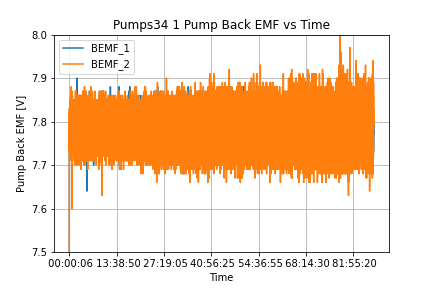 Pumps34 1 Pump Back EMF vs Time
BEMF_1
BEMF_2
Pump Back EMF [V]
8.0
7.9
7.8
7.7
7.6
7.5
00:00:06 13:38:50 27:19:05 40:56:25 54:36:55 68:14:30 81:55:20
Time